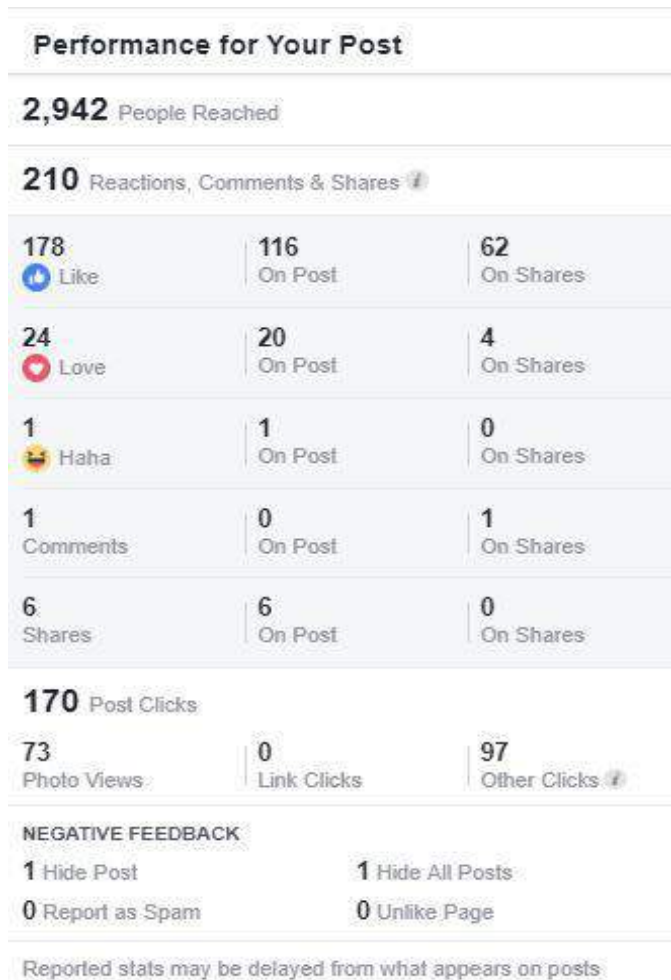 Performance for Your Post
2,942 People Reached
210 Reactions, Comments & Shares i
178 116 62
Like On Post On Shares
24 20 4
Love On Post On Shares
1 1 0
Haha On Post On Shares
1 0 1
Comments On Post On Shares
6 6 0
Shares On Post On Shares
170 Post Clicks
73 0 97
Photo Views Link Clicks Other Clicks i
NEGATIVE FEEDBACK
1 Hide Post 1 Hide All Posts
0 Report as Spam 0 Unlike Page
Reported stats may be delayed from what appears on posts